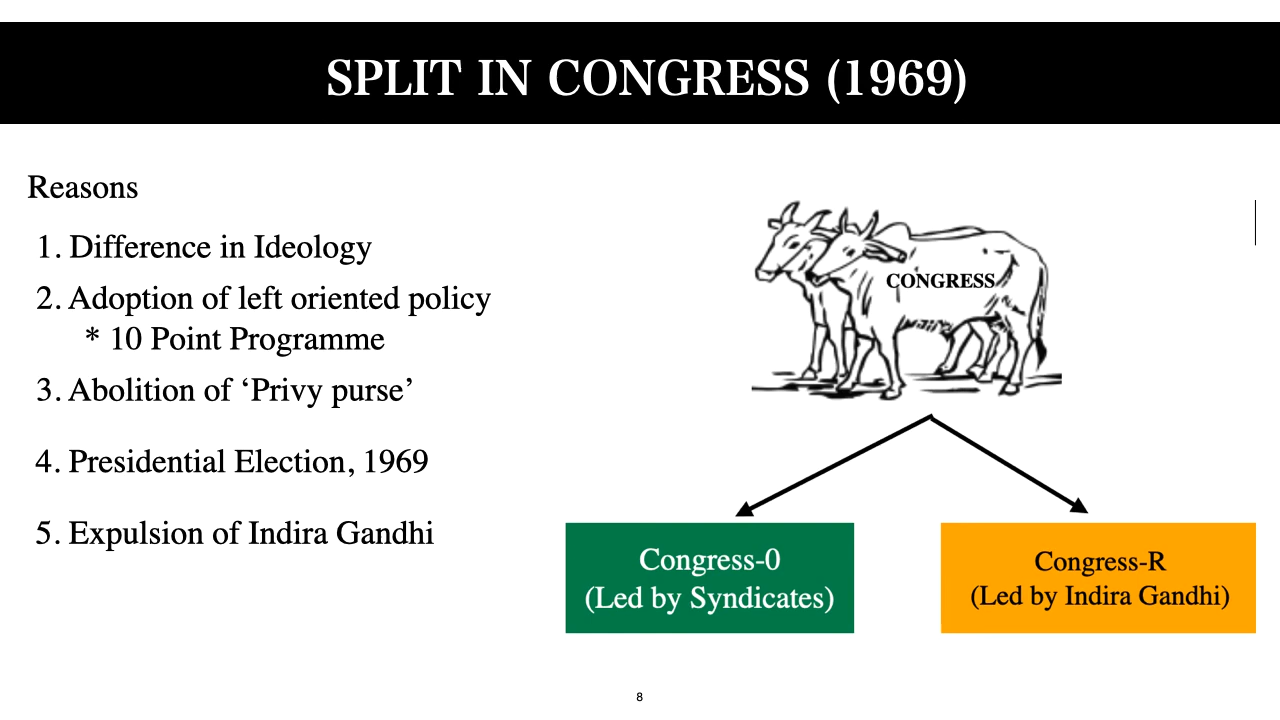 SPLIT IN CONGRESS (1969)
Reasons
1. Difference in Ideology
2. Adoption of left oriented policy
* 10 Point Programme
3. Abolition of ‘Privy purse’
4. Presidential Election, 1969
5. Expulsion of Indira Gandhi
CONGRESS
Congress-0
(Led by Syndicates)
Congress-R
(Led by Indira Gandhi)
8